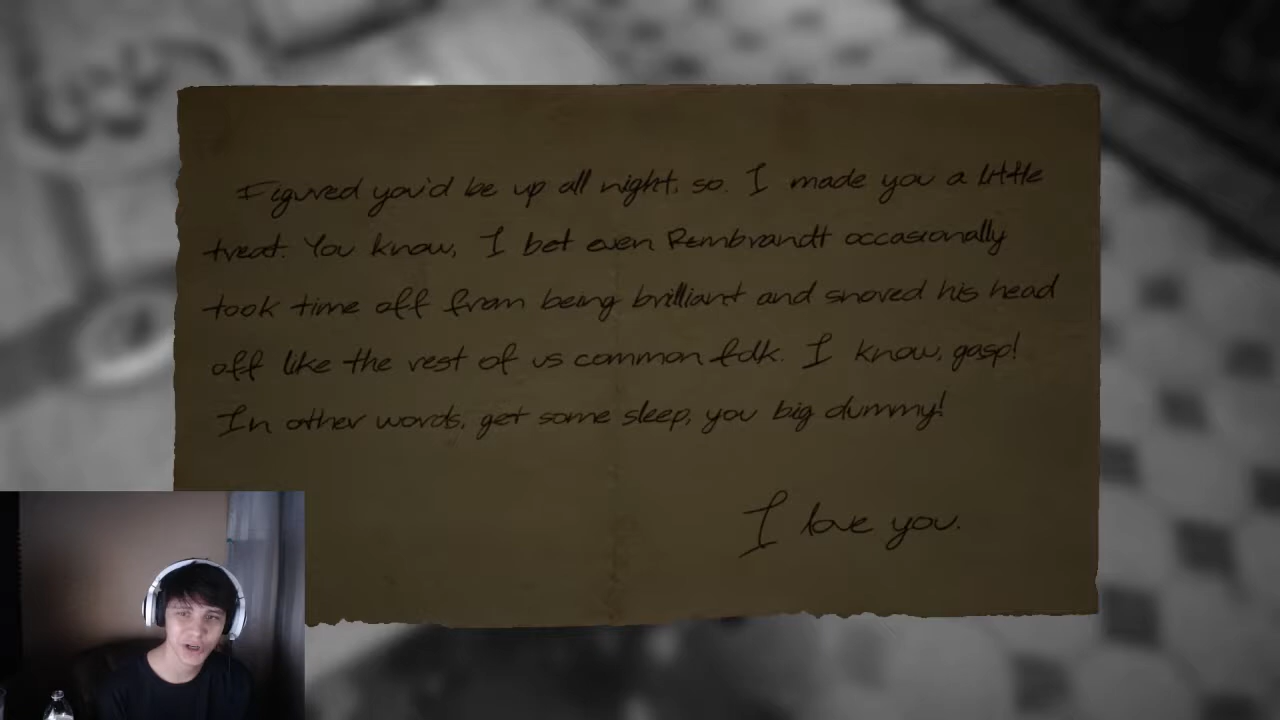 Figured you'd be up all night, so. I made you a little
treat. You know, I bet even Rembrandt occasionally
took time off from being brilliant and snored his head
off like the rest of us common folk. I know, gasp!
In other words, get some sleep, you big dummy!
I love you.